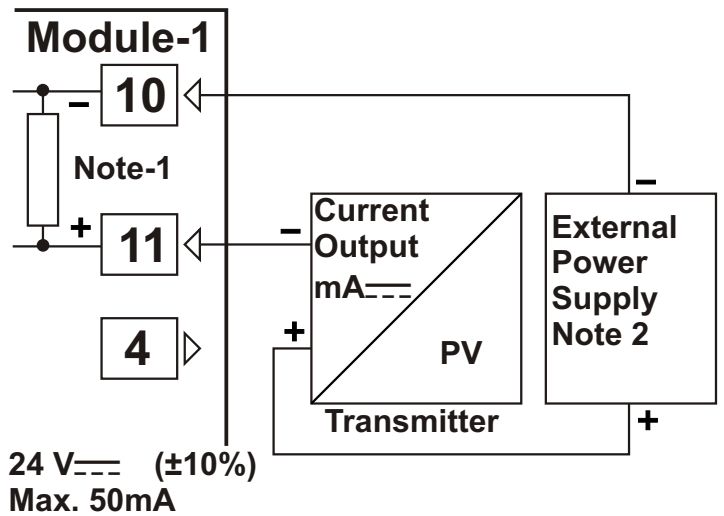 Module-1
− 10
Note-1
+ 11
4
24 V (±10%)
Max. 50mA
−
Current
Output
mA
+
PV
Transmitter
−
External
Power
Supply
Note 2
+